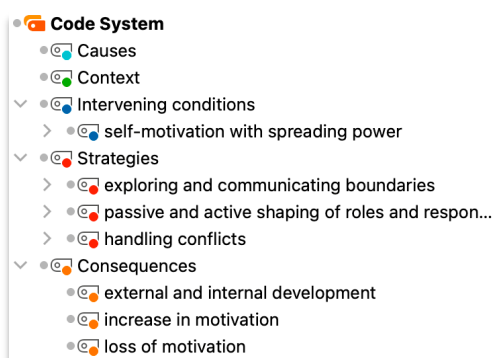 Code System
Causes
Context
Intervening conditions
self-motivation with spreading power
Strategies
exploring and communicating boundaries
passive and active shaping of roles and respon...
handling conflicts
Consequences
external and internal development
increase in motivation
loss of motivation